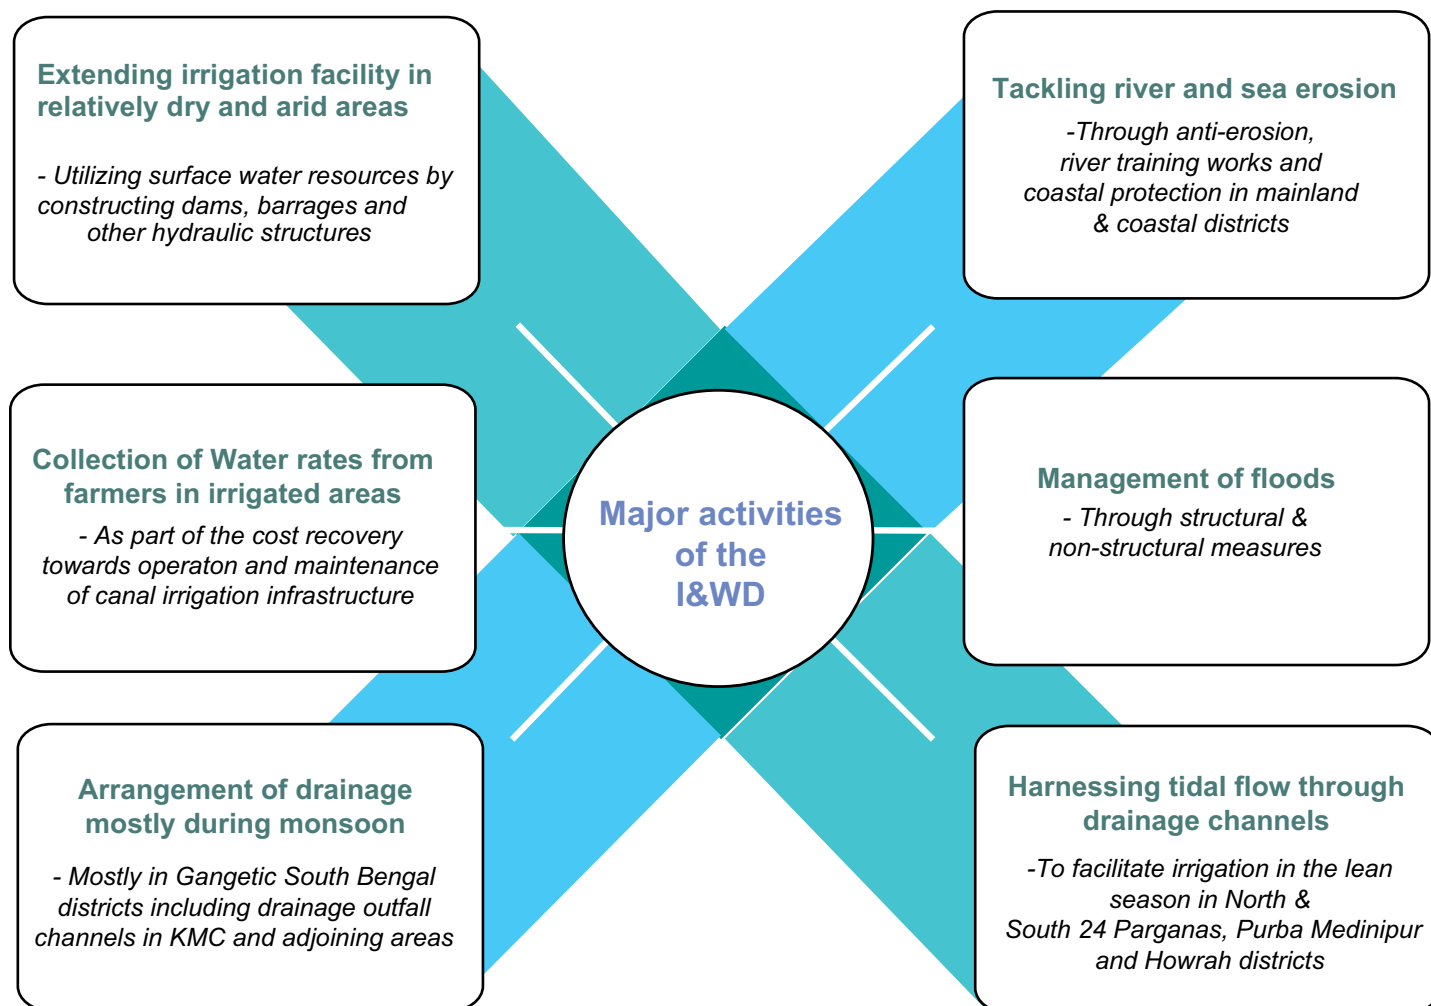 Extending irrigation facility in
relatively dry and arid areas
- Utilizing surface water resources by
constructing dams, barrages and
other hydraulic structures
Tackling river and sea erosion
-Through anti-erosion,
river training works and
coastal protection in mainland
& coastal districts
Collection of Water rates from
farmers in irrigated areas
- As part of the cost recovery
towards operaton and maintenance
of canal irrigation infrastructure
Major activities
of the
I&WD
Management of floods
- Through structural &
non-structural measures
Arrangement of drainage
mostly during monsoon
- Mostly in Gangetic South Bengal
districts including drainage outfall
channels in KMC and adjoining areas
Harnessing tidal flow through
drainage channels
-To facilitate irrigation in the lean
season in North &
South 24 Parganas, Purba Medinipur
and Howrah districts